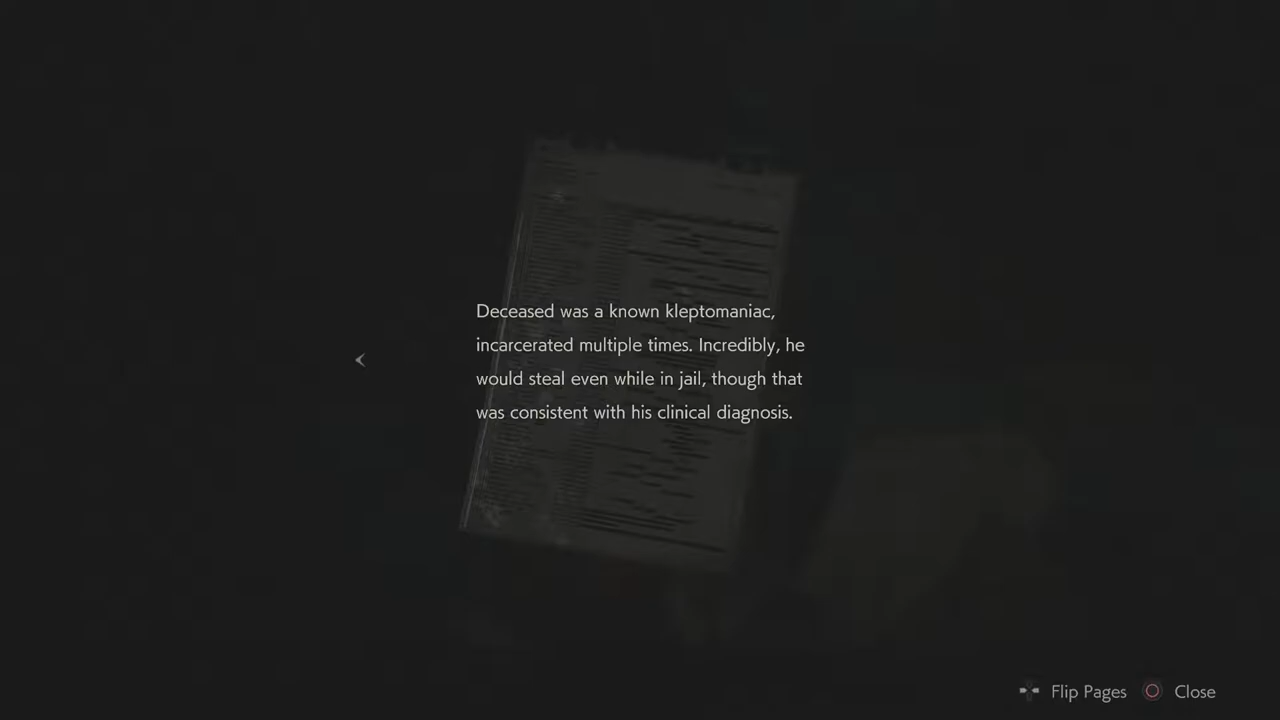 Deceased was a known kleptomaniac,
incarcerated multiple times. Incredibly, he
would steal even while in jail, though that
was consistent with his clinical diagnosis.
Flip Pages Close